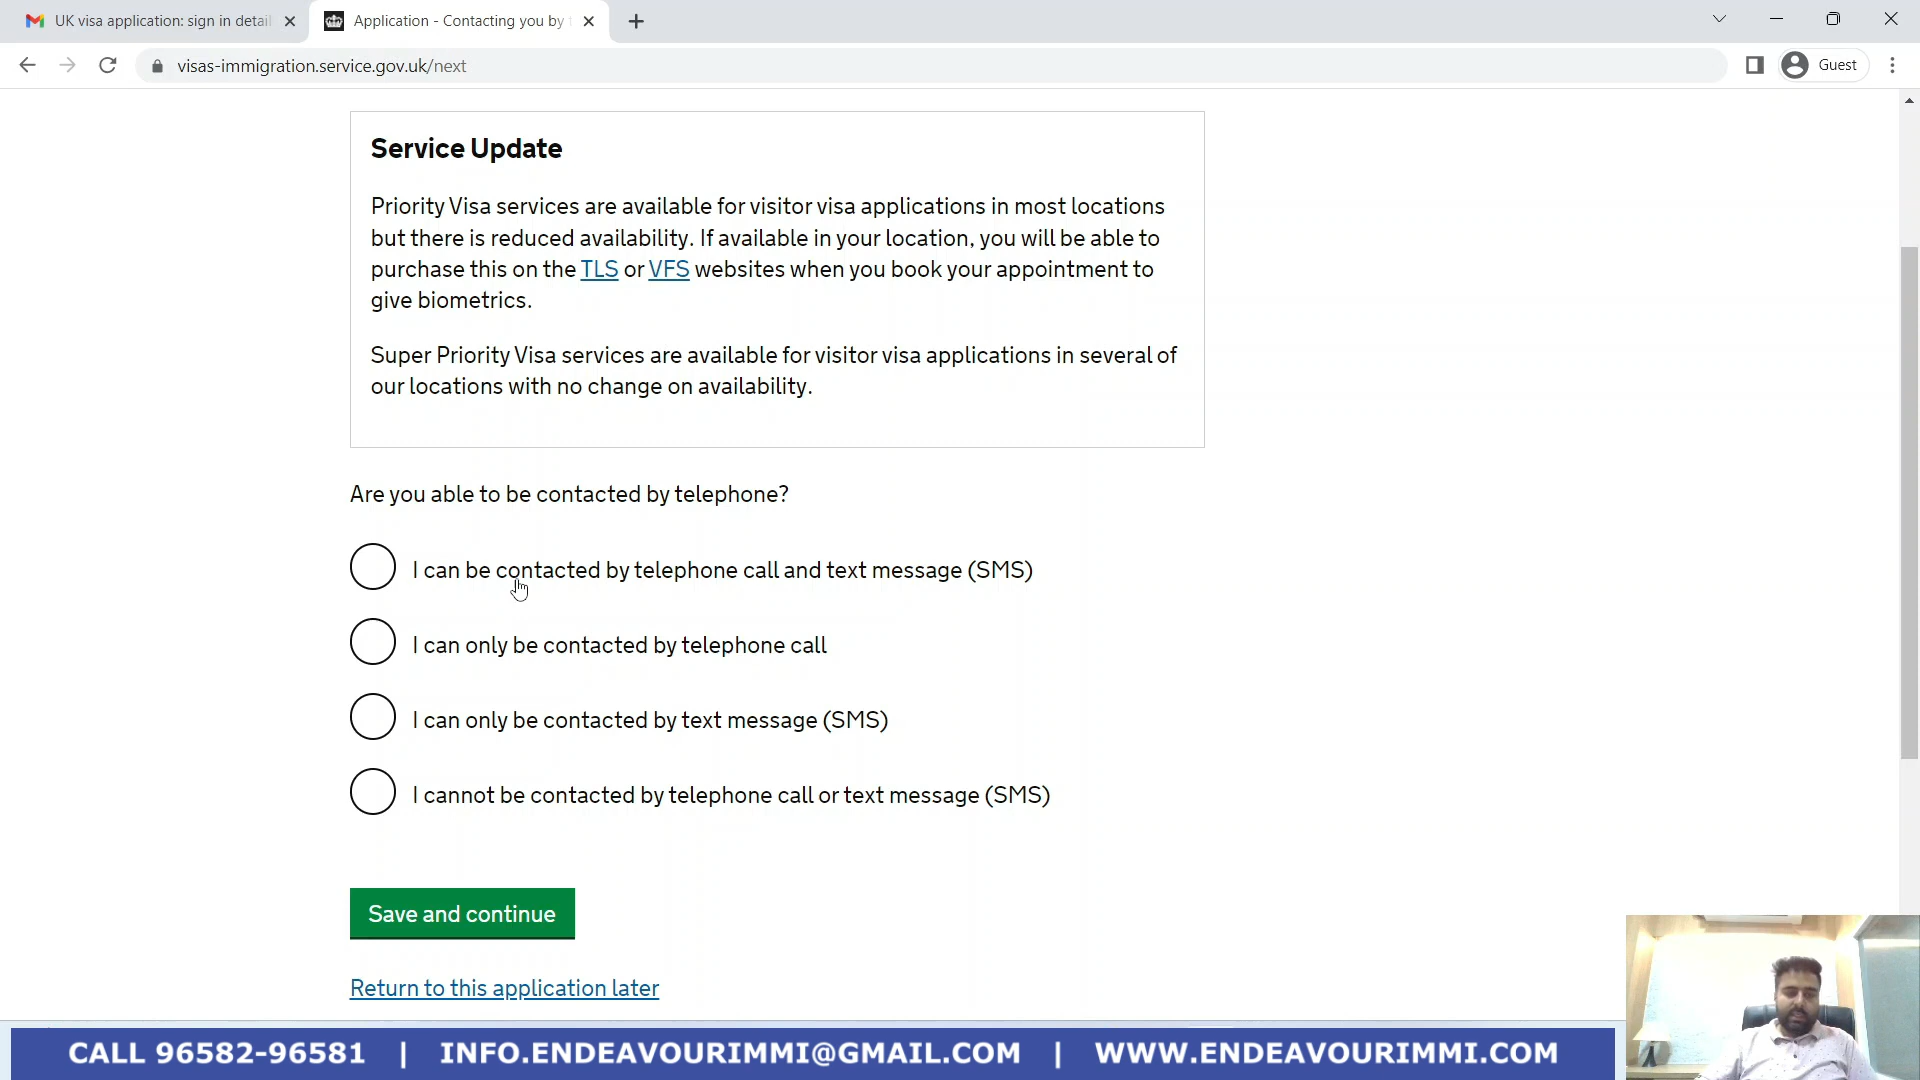 UK visa application: sign in detail
Application - Contacting you by
visas-immigration.service.gov.uk/next
Guest
Service Update
Priority Visa services are available for visitor visa applications in most locations
but there is reduced availability. If available in your location, you will be able to
purchase this on the TLS or VFS websites when you book your appointment to
give biometrics.
Super Priority Visa services are available for visitor visa applications in several of
our locations with no change on availability.
Are you able to be contacted by telephone?
I can be contacted by telephone call and text message (SMS)
I can only be contacted by telephone call
I can only be contacted by text message (SMS)
I cannot be contacted by telephone call or text message (SMS)
Save and continue
Return to this application later
CALL 96582-96581 | INFO.ENDEAVOURIMMI@GMAIL.COM | WWW.ENDEAVOURIMMI.COM